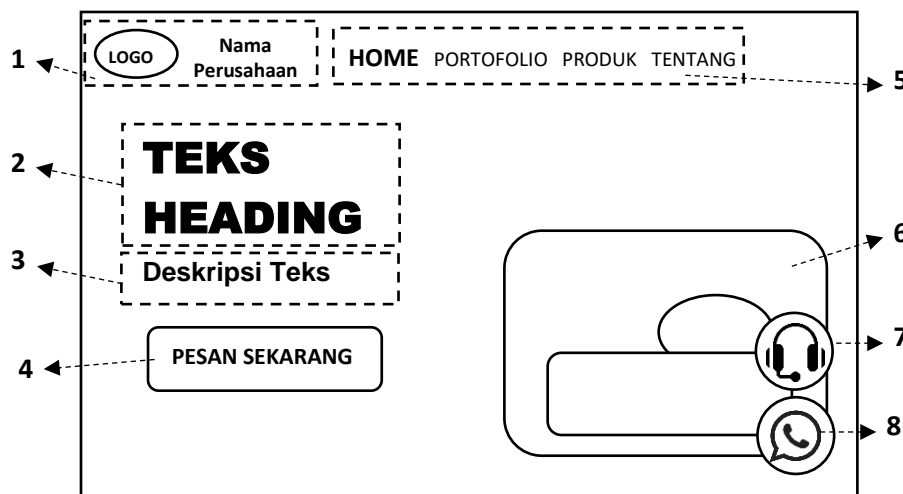 1
LOGO
Nama
Perusahaan
HOME PORTOFOLIO PRODUK TENTANG
5
2
TEKS
HEADING
3
Deskripsi Teks
6
4
PESAN SEKARANG
7
8